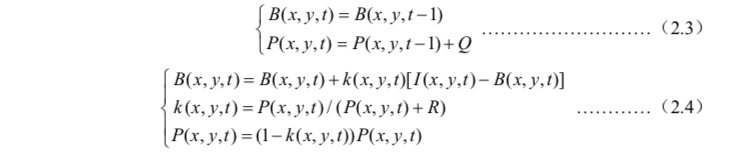 B(x, y,t) = B(x, y,t−1)
P(x, y,t) = P(x, y,t−1)+Q ………………………（2.3）
B(x, y,t) = B(x, y,t)+k(x, y,t)[I(x, y,t)−B(x, y,t)]
k(x, y,t) = P(x, y,t)/(P(x, y,t)+R) …………（2.4）
P(x, y,t) = (1−k(x, y,t))P(x, y,t)